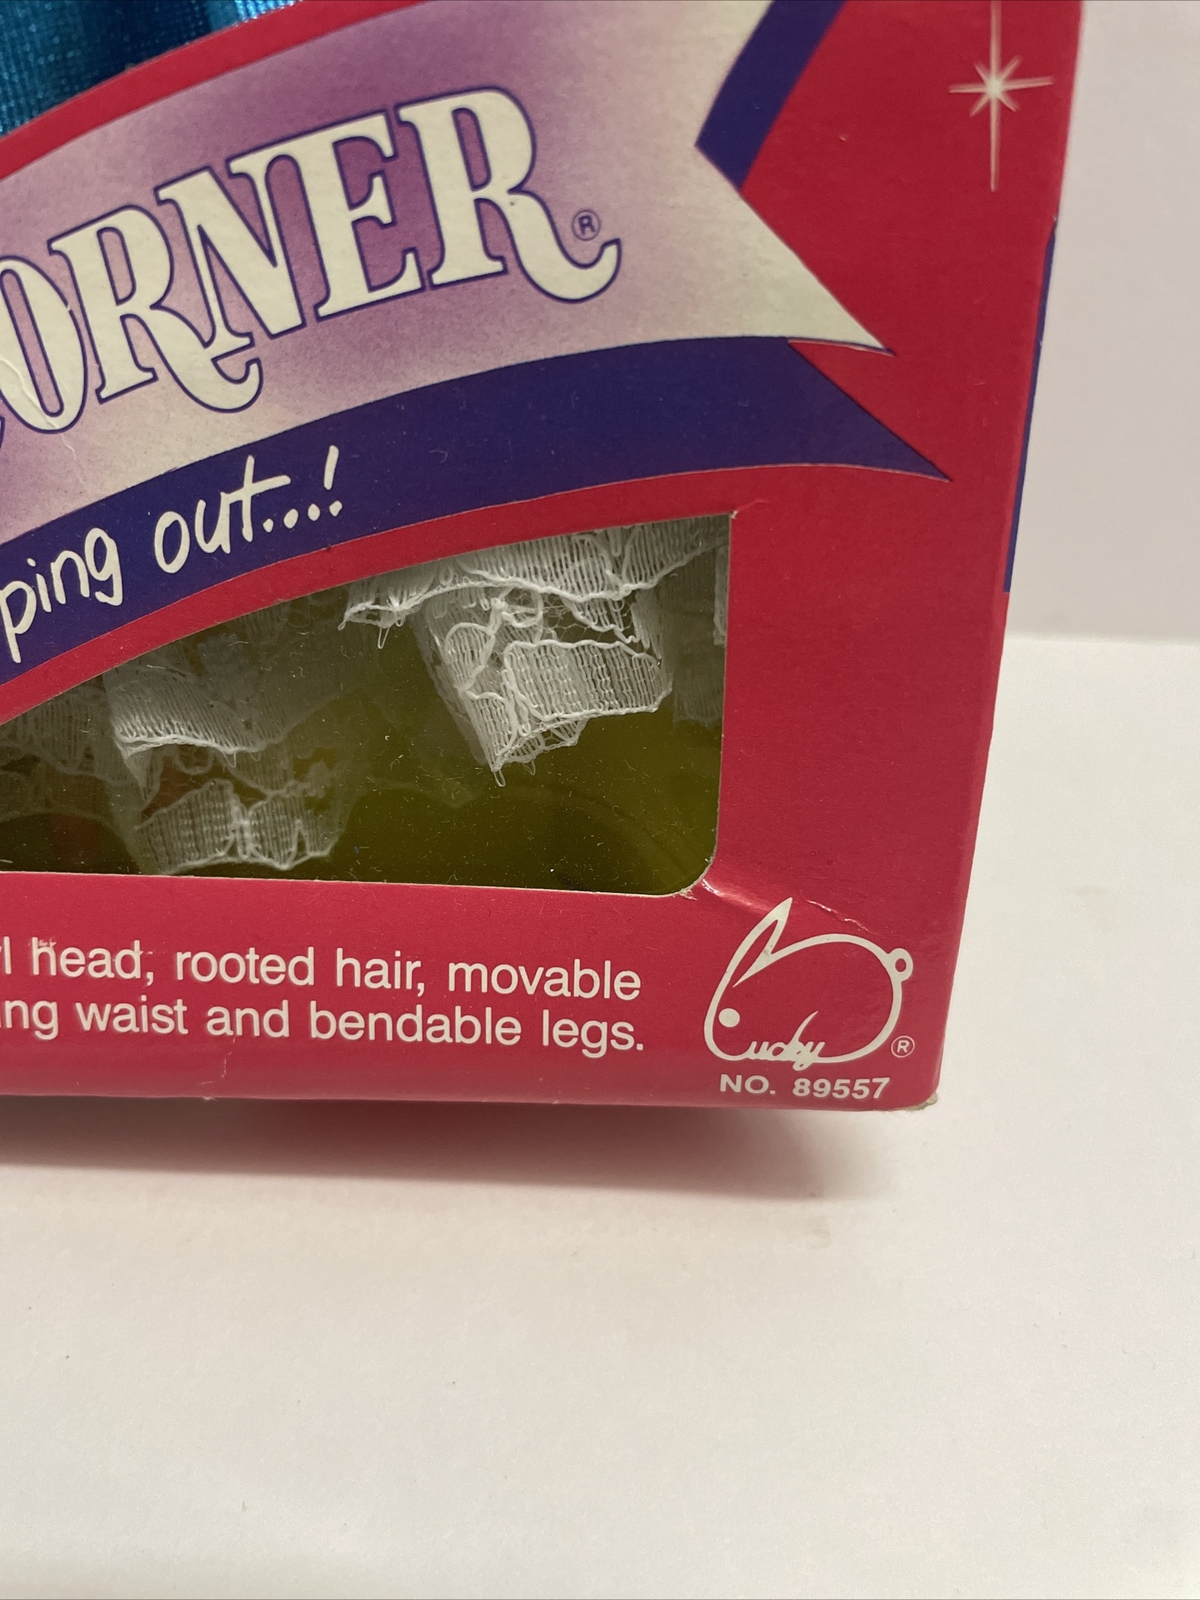 ORNER®
ping out...!
l head, rooted hair, movable
ng waist and bendable legs.
Lucky ®
NO. 89557